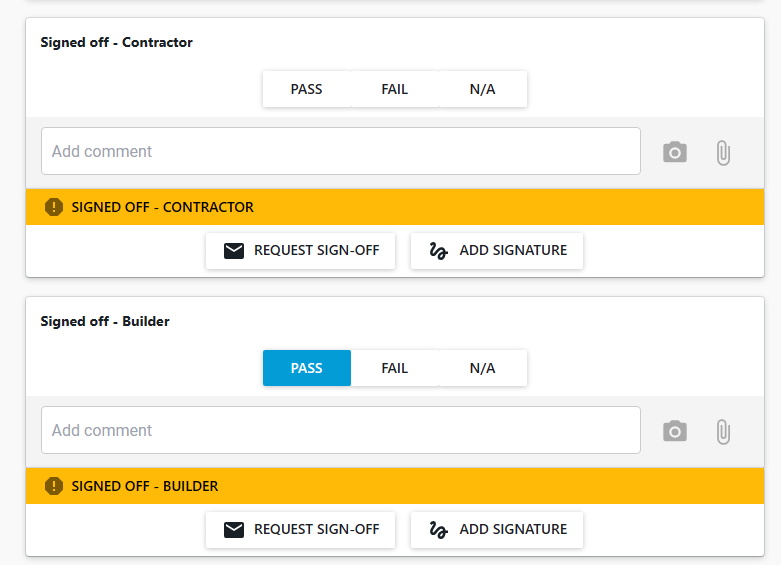 Signed off - Contractor
PASS FAIL N/A
Add comment
SIGNED OFF - CONTRACTOR
REQUEST SIGN-OFF ADD SIGNATURE
Signed off - Builder
PASS FAIL N/A
Add comment
SIGNED OFF - BUILDER
REQUEST SIGN-OFF ADD SIGNATURE